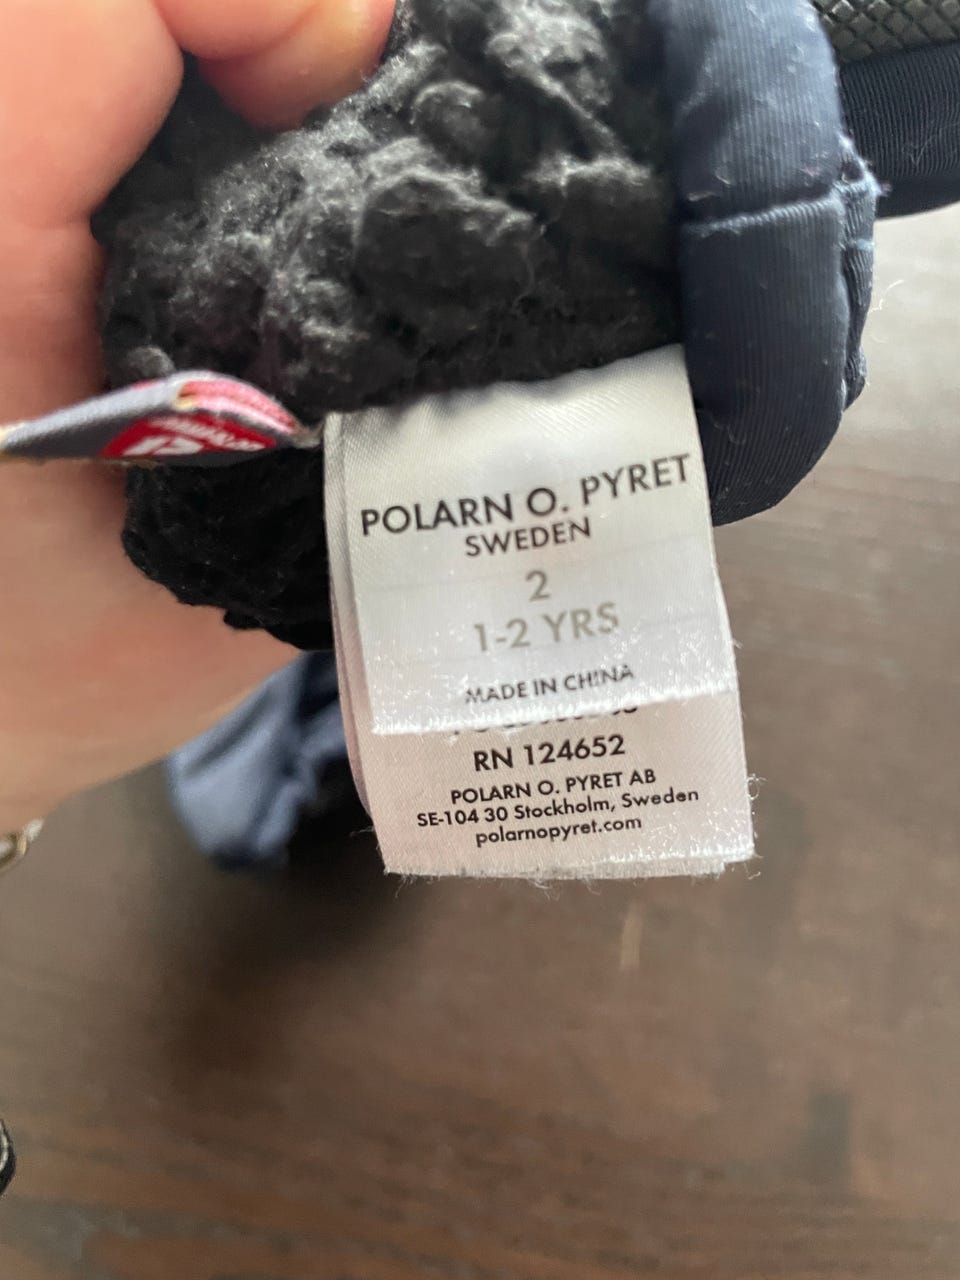 POLARN O. PYRET
SWEDEN
2
1-2 YRS
MADE IN CHINA
RN 124652
POLARN O. PYRET AB
SE-104 30 Stockholm, Sweden
polarnopyret.com